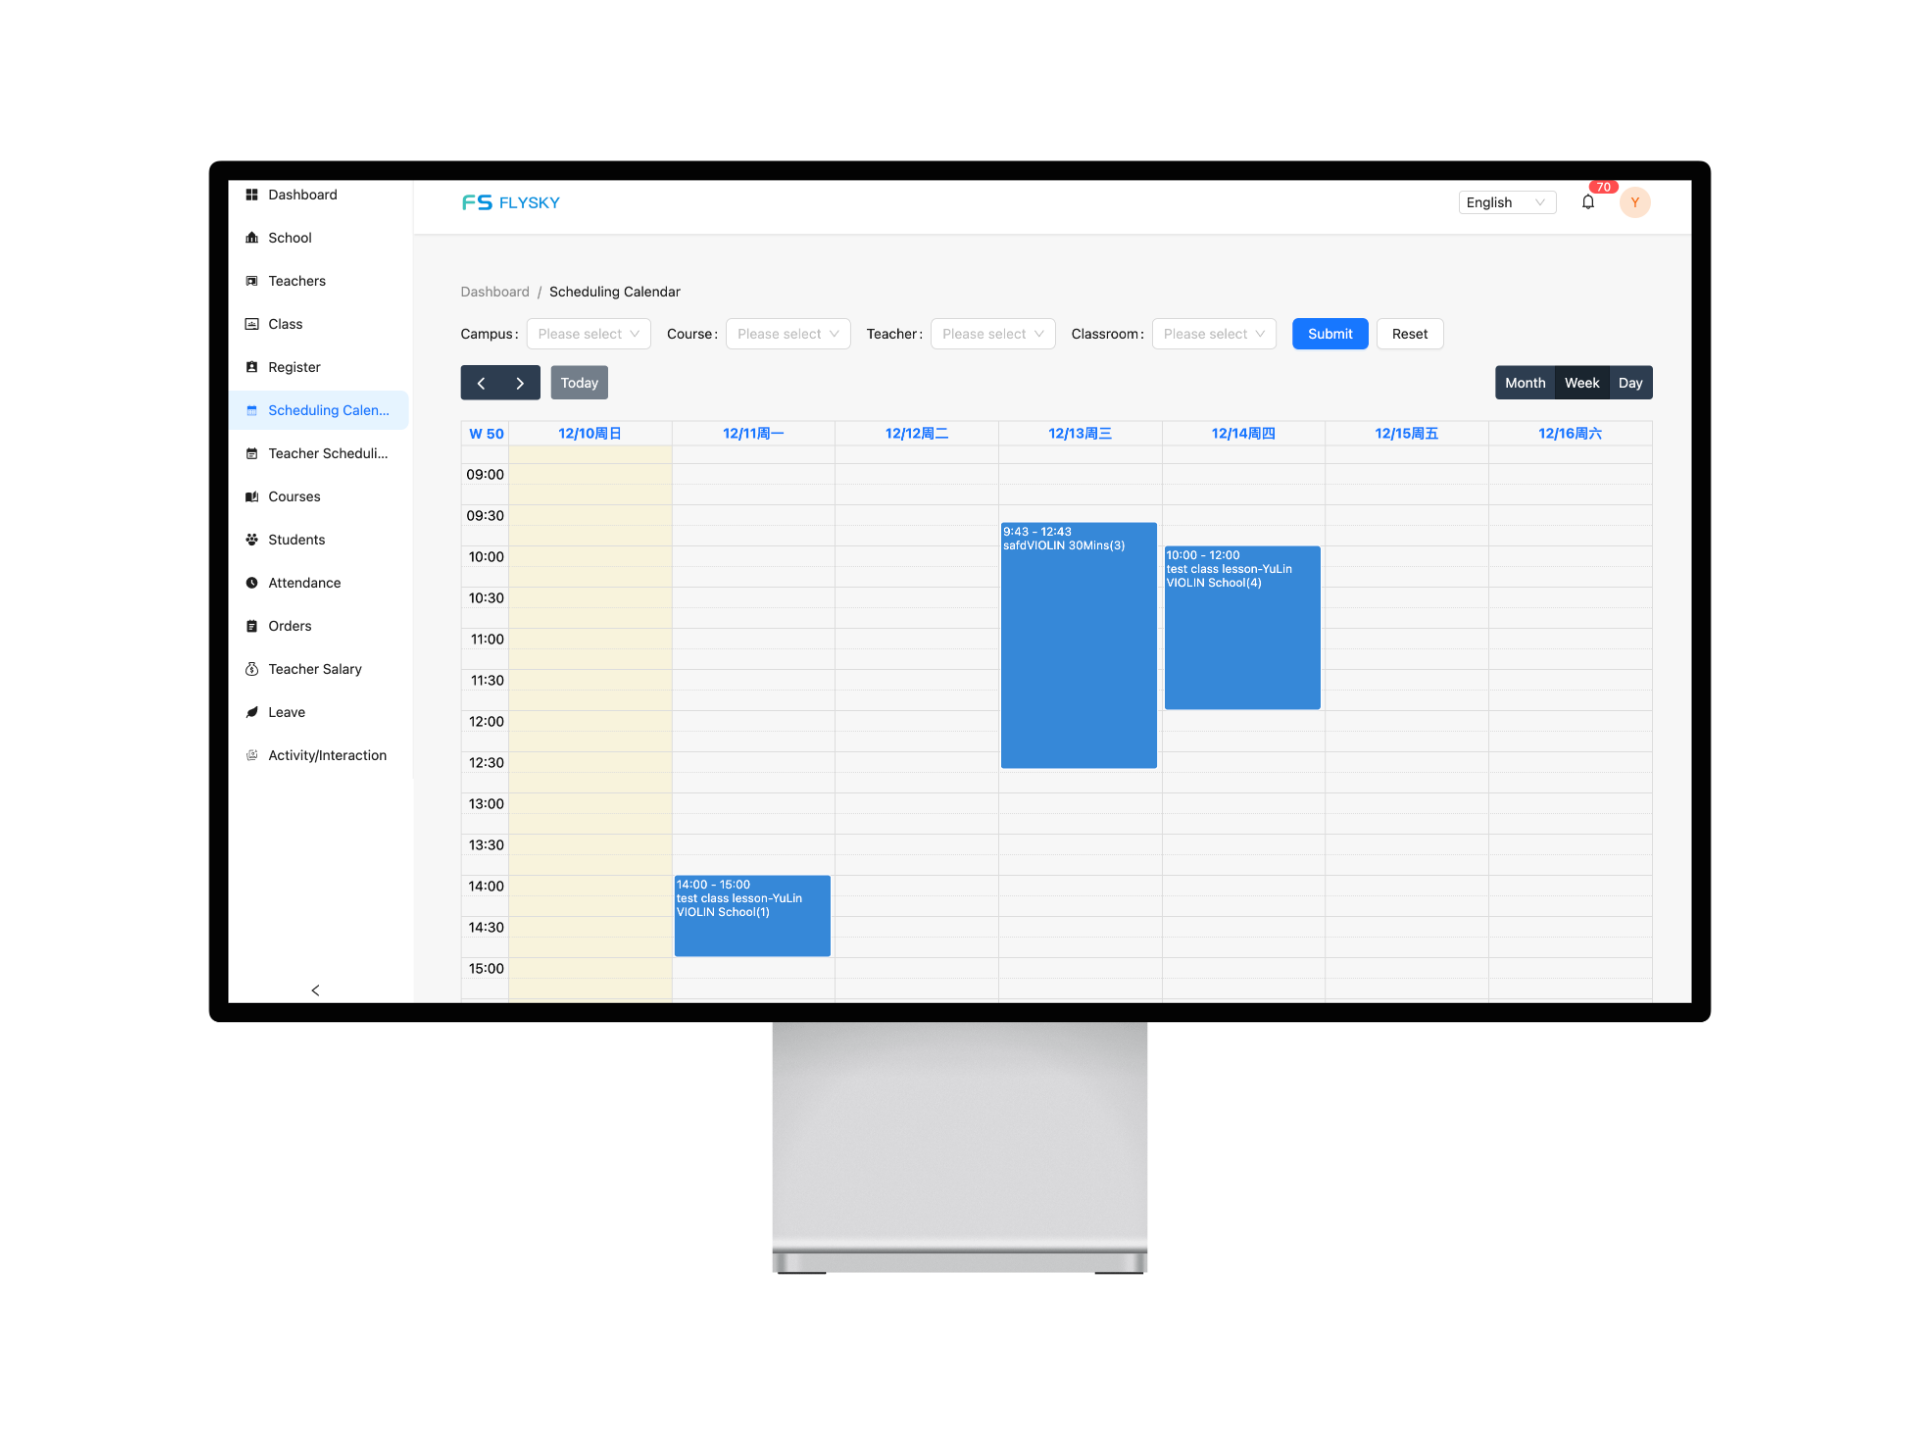 Dashboard
School
Teachers
Class
Register
Scheduling Calen...
Teacher Scheduli...
Courses
Students
Attendance
Orders
Teacher Salary
Leave
Activity/Interaction
FS FLYSKY
English
70
Y
Dashboard / Scheduling Calendar
Campus: Please select Course: Please select Teacher: Please select Classroom: Please select Submit Reset
Today
Month Week Day
W 50 12/10周日 12/11周一 12/12周二 12/13周三 12/14周四 12/15周五 12/16周六
09:00
09:30
9:43 - 12:43
safdVIOLIN 30Mins(3)
10:00
10:00 - 12:00
test class lesson-YuLin
VIOLIN School(4)
10:30
11:00
11:30
12:00
12:30
13:00
13:30
14:00
14:00 - 15:00
test class lesson-YuLin
VIOLIN School(1)
14:30
15:00